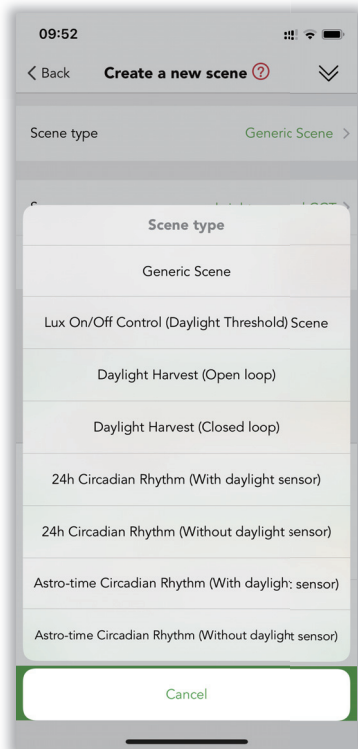 09:52
Back
Create a new scene ?
Scene type
Generic Scene
Scene type
Generic Scene
Lux On/Off Control (Daylight Threshold) Scene
Daylight Harvest (Open loop)
Daylight Harvest (Closed loop)
24h Circadian Rhythm (With daylight sensor)
24h Circadian Rhythm (Without daylight sensor)
Astro-time Circadian Rhythm (With daylight sensor)
Astro-time Circadian Rhythm (Without daylight sensor)
Cancel